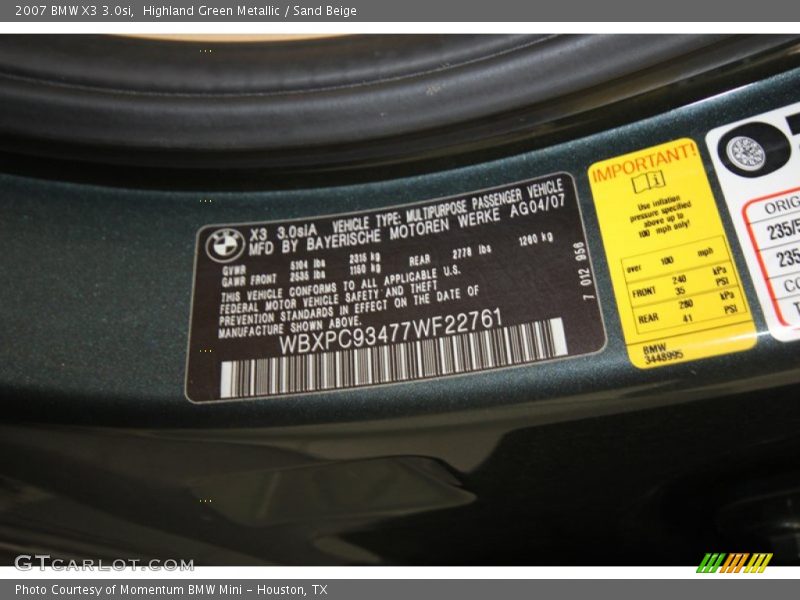 2007 BMW X3 3.0si, Highland Green Metallic / Sand Beige
X3 3.0siA VEHICLE TYPE: MULTIPURPOSE PASSENGER VEHICLE
MFD BY BAYERISCHE MOTOREN WERKE AG04/07
GVWR 5104 lbs 2315 kg
GAWR FRONT 2535 lbs 1150 kg REAR 2778 lbs 1260 kg
THIS VEHICLE CONFORMS TO ALL APPLICABLE U.S.
FEDERAL MOTOR VEHICLE SAFETY AND THEFT
PREVENTION STANDARDS IN EFFECT ON THE DATE OF
MANUFACTURE SHOWN ABOVE.
WBXPC93477WF22761
7 012 958
IMPORTANT!
Use inflation
pressure specified
above up to
100 mph only!
over 100 mph
FRONT 240 kPa
35 PSI
REAR 280 kPa
41 PSI
BMW
3448995
ORIG
235/5
235
CO
GTCARLOT.COM
Photo Courtesy of Momentum BMW Mini - Houston, TX